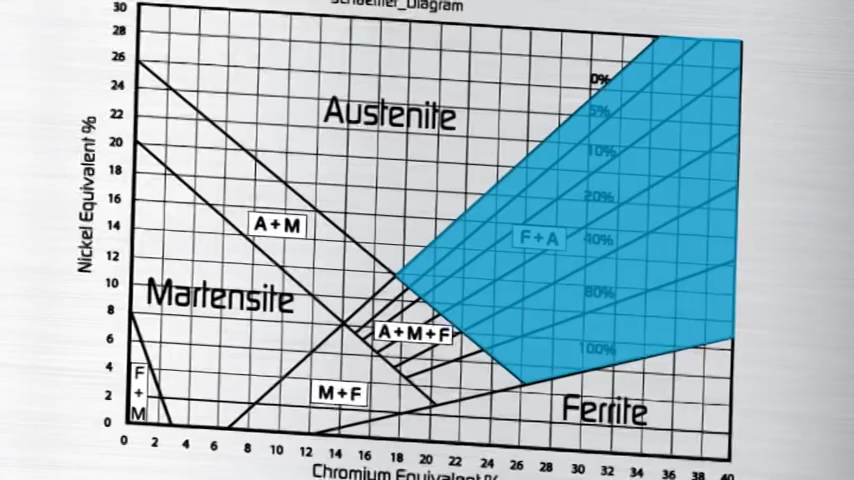 Schaeffler_Diagram
30
28
26
24
22
20
18
16
14
12
10
8
6
4
2
0
Nickel Equivalent %
0%
5%
10%
20%
40%
80%
100%
Austenite
A+M
F+A
Martensite
A+M+F
M+F
F
+
M
Ferrite
0 2 4 6 8 10 12 14 16 18 20 22 24 26 28 30 32 34 36 38 40
Chromium Equivalent %